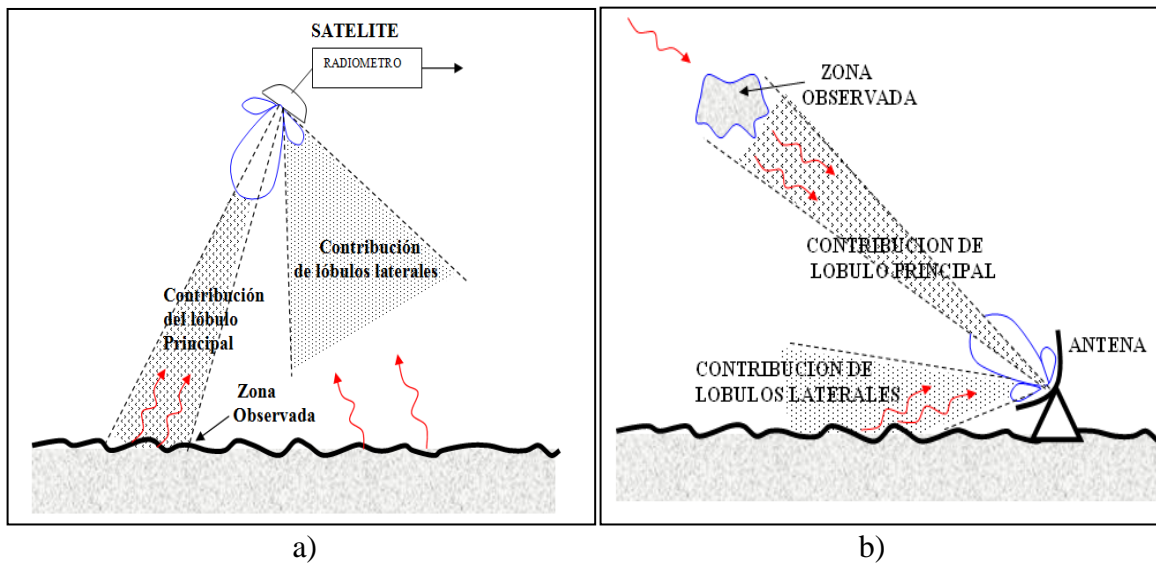 SATELITE
RADIOMETRO
Contribución
de lóbulos laterales
Contribución
del lóbulo
Principal
Zona
Observada
a)
ZONA
OBSERVADA
CONTRIBUCION DE
LOBULO PRINCIPAL
ANTENA
CONTRIBUCION DE
LOBULOS LATERALES
b)